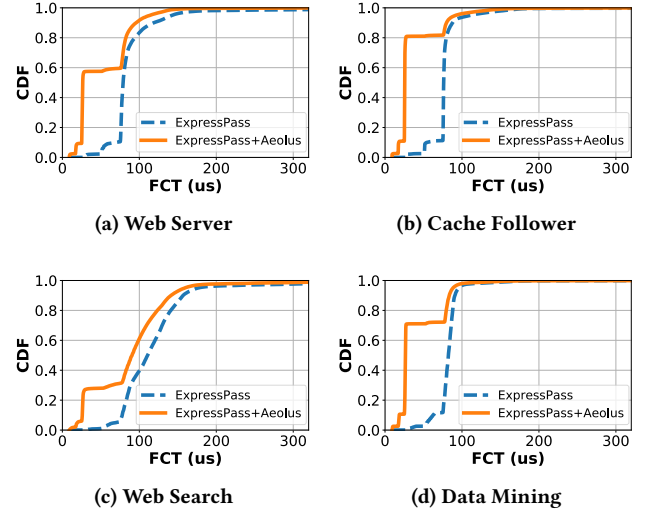 1.0
0.8
0.6
0.4
0.2
0.0
CDF
0
100
200
300
FCT (us)
ExpressPass
ExpressPass+Aeolus
(a) Web Server
1.0
0.8
0.6
0.4
0.2
0.0
CDF
0
100
200
300
FCT (us)
ExpressPass
ExpressPass+Aeolus
(b) Cache Follower
1.0
0.8
0.6
0.4
0.2
0.0
CDF
0
100
200
300
FCT (us)
ExpressPass
ExpressPass+Aeolus
(c) Web Search
1.0
0.8
0.6
0.4
0.2
0.0
CDF
0
100
200
300
FCT (us)
ExpressPass
ExpressPass+Aeolus
(d) Data Mining